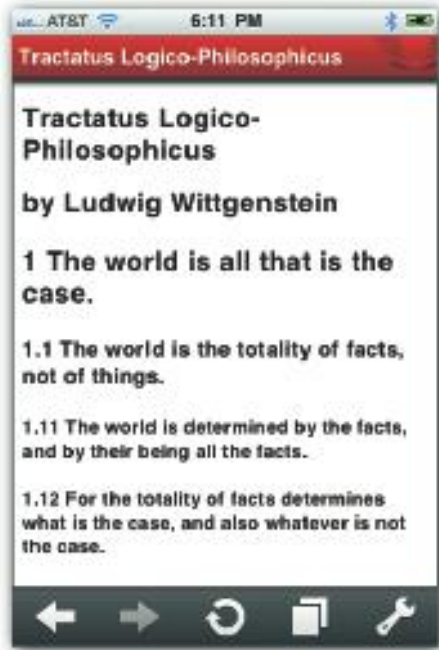 AT&T 6:11 PM
Tractatus Logico-Philosophicus
Tractatus Logico-
Philosophicus
by Ludwig Wittgenstein
1 The world is all that is the
case.
1.1 The world is the totality of facts,
not of things.
1.11 The world is determined by the facts,
and by their being all the facts.
1.12 For the totality of facts determines
what is the case, and also whatever is not
the case.